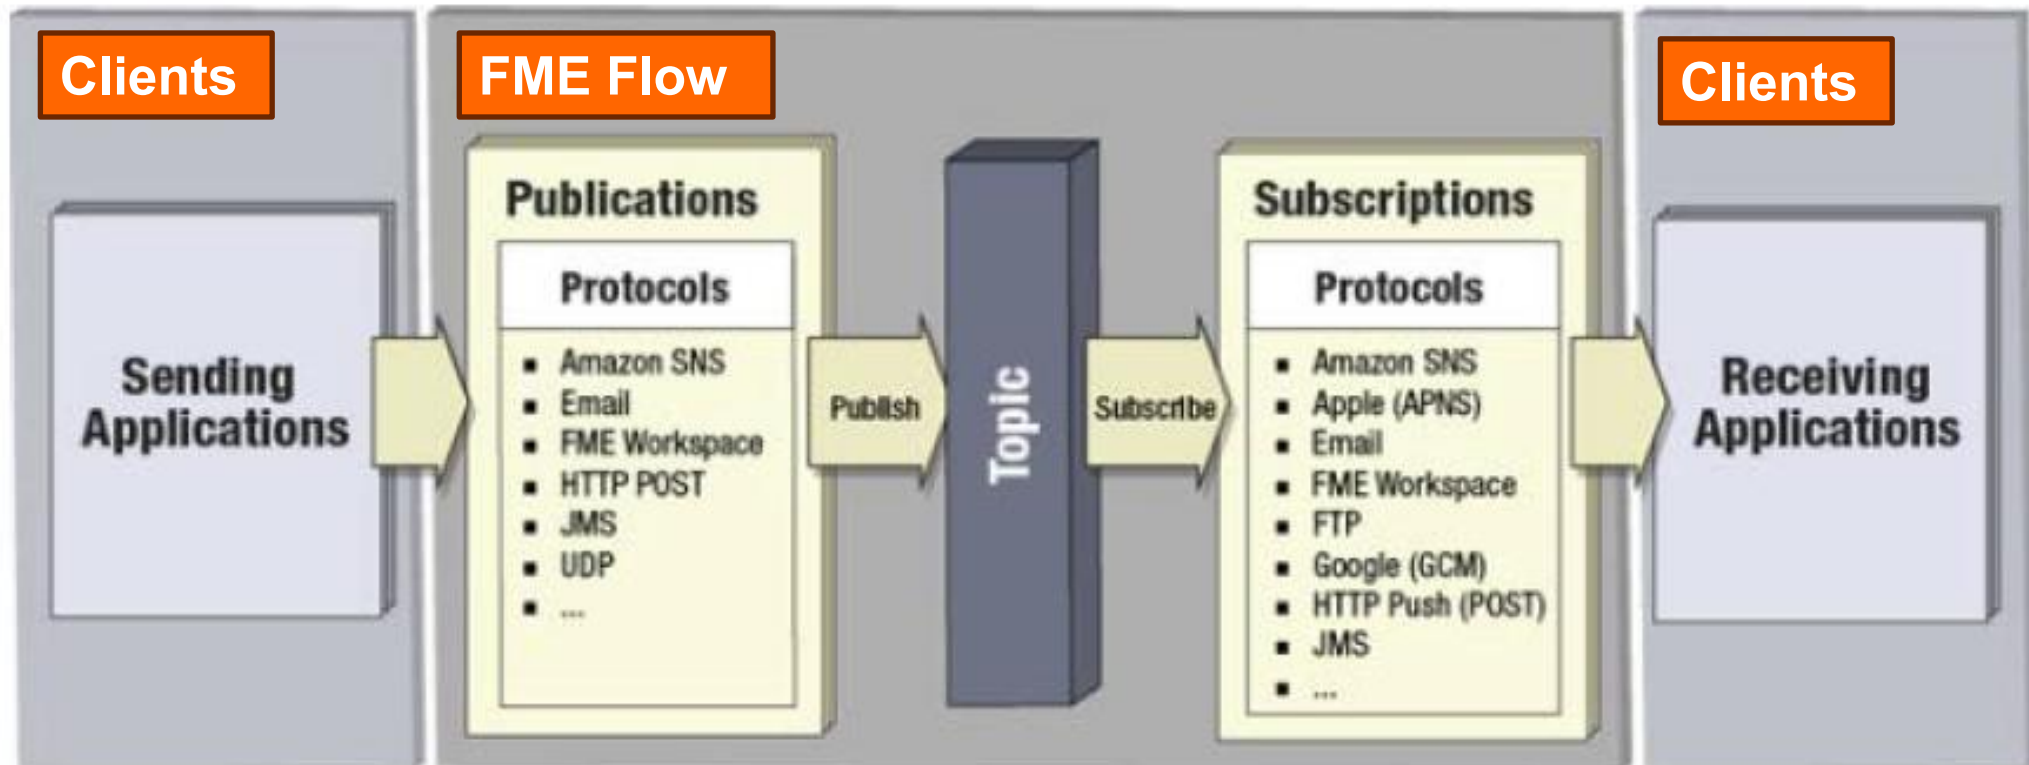 Clients
FME Flow
Clients
Publications
Protocols
▪ Amazon SNS
▪ Email
▪ FME Workspace
▪ HTTP POST
▪ JMS
▪ UDP
▪ ...
Sending
Applications
Publish
Topic
Subscribe
Subscriptions
Protocols
▪ Amazon SNS
▪ Apple (APNS)
▪ Email
▪ FME Workspace
▪ FTP
▪ Google (GCM)
▪ HTTP Push (POST)
▪ JMS
▪ ...
Receiving
Applications